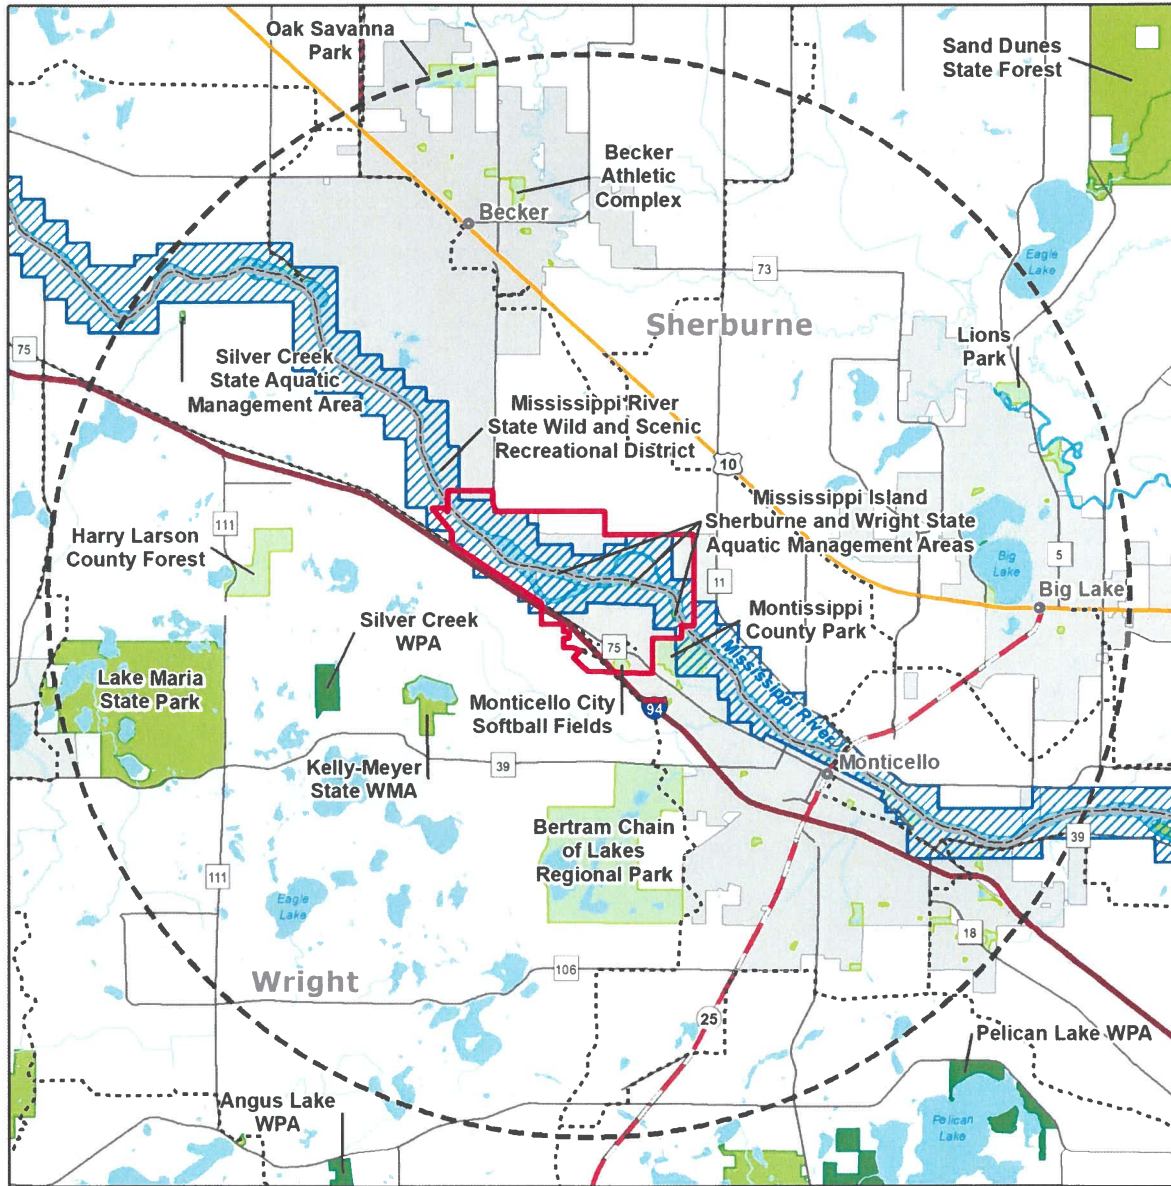 Oak Savanna
Park
Sand Dunes
State Forest
Becker
Athletic
Complex
Becker
Eagle
Lake
73
Sherburne
Lions
Park
75
Silver Creek
State Aquatic
Management Area
Mississippi River
State Wild and Scenic
Recreational District
10
Mississippi Island
Sherburne and Wright State
Aquatic Management Areas
111
Harry Larson
County Forest
Big
Lake
5
Big Lake
11
Montissippi
County Park
Silver Creek
WPA
75
Lake Maria
State Park
Mississippi River
Monticello City
Softball Fields
94
Kelly-Meyer
State WMA
39
Monticello
Bertram Chain
of Lakes
Regional Park
39
111
Eagle
Lake
18
106
Wright
25
Pelican Lake WPA
Angus Lake
WPA
Pelican
Lake